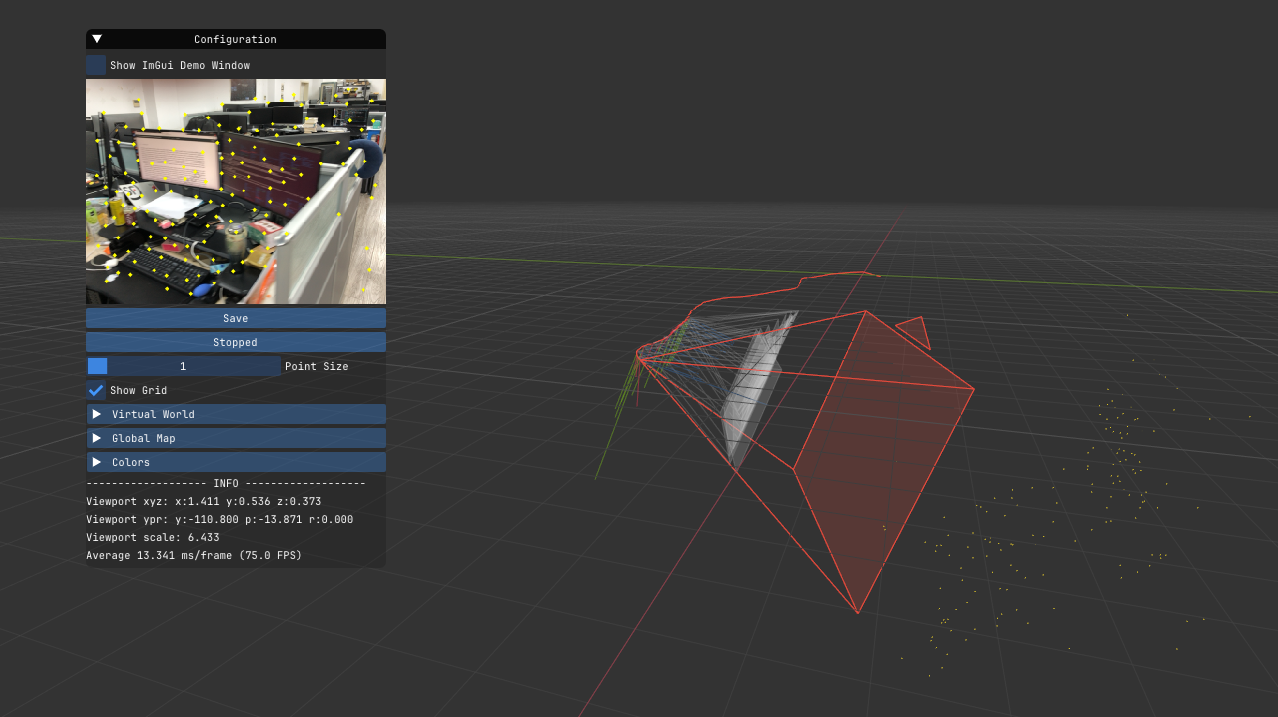 Configuration
Show ImGui Demo Window
Save
Stopped
1 Point Size
Show Grid
Virtual World
Global Map
Colors
------------------- INFO -------------------
Viewport xyz: x:1.411 y:0.536 z:0.373
Viewport ypr: y:-110.800 p:-13.871 r:0.000
Viewport scale: 6.433
Average 13.341 ms/frame (75.0 FPS)